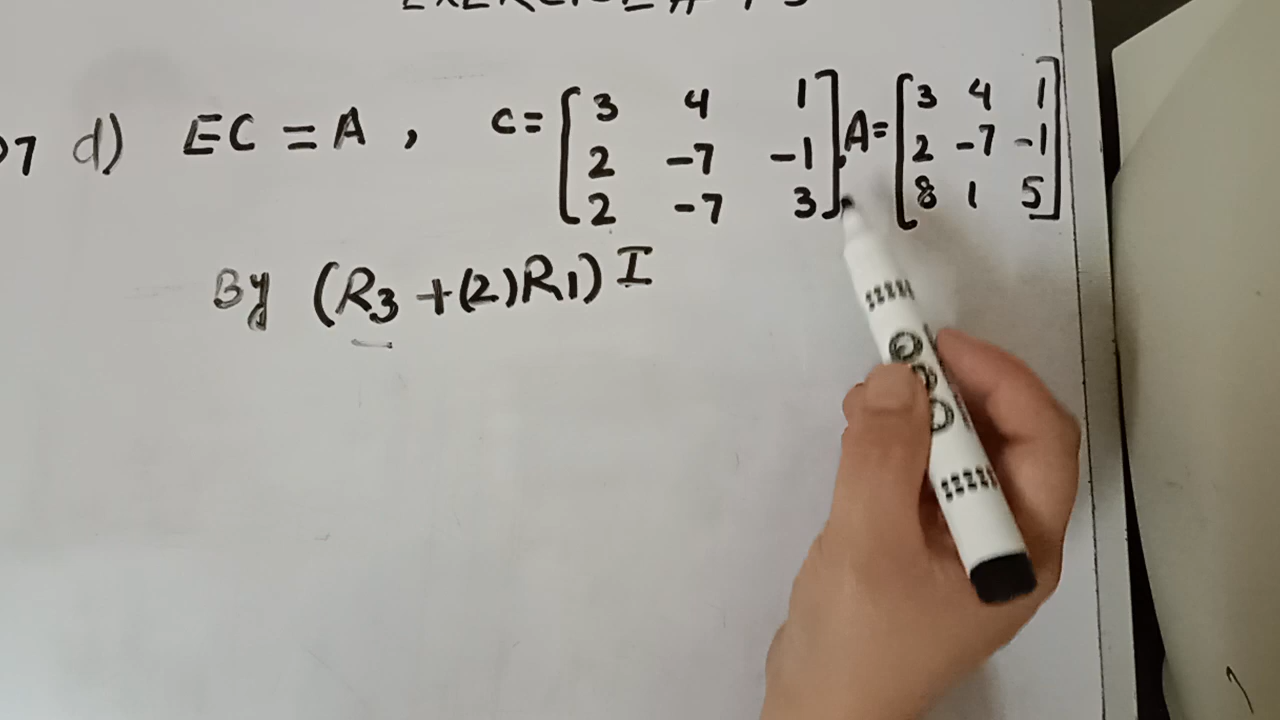 7 d) EC = A , C = [3 4 1], A = [3 4 1]
2 -7 -1 2 -7 -1
2 -7 3 8 1 5
By (R3 + (2) R1) I